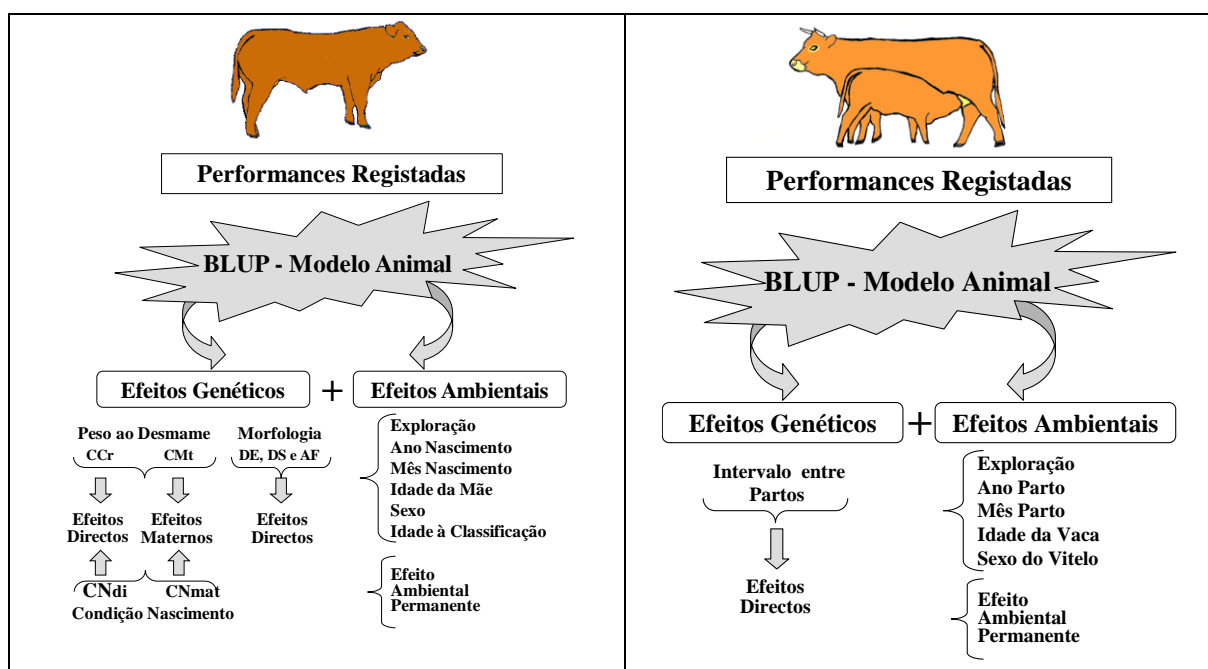 Performances Registadas
BLUP - Modelo Animal
Efeitos Genéticos + Efeitos Ambientais
Peso ao Desmame
CCr CMt
Morfologia
DE, DS e AF
Efeitos
Directos
Efeitos
Maternos
Efeitos
Directos
CNdi CNmat
Condição Nascimento
Exploração
Ano Nascimento
Mês Nascimento
Idade da Mãe
Sexo
Idade à Classificação
Efeito
Ambiental
Permanente
Performances Registadas
BLUP - Modelo Animal
Efeitos Genéticos + Efeitos Ambientais
Intervalo entre
Partos
Efeitos
Directos
Exploração
Ano Parto
Mês Parto
Idade da Vaca
Sexo do Vitelo
Efeito
Ambiental
Permanente